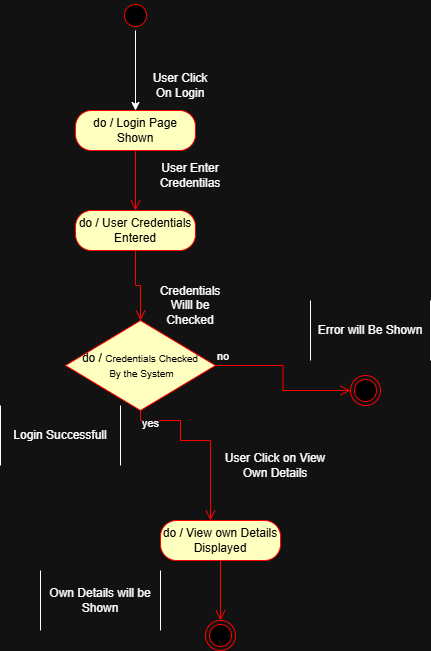 User Click
On Login
do / Login Page
Shown
User Enter
Credentilas
do / User Credentials
Entered
Credentials
Willl be
Checked
Error will Be Shown
do / Credentials Checked
By the System
no
yes
Login Successfull
User Click on View
Own Details
do / View own Details
Displayed
Own Details will be
Shown